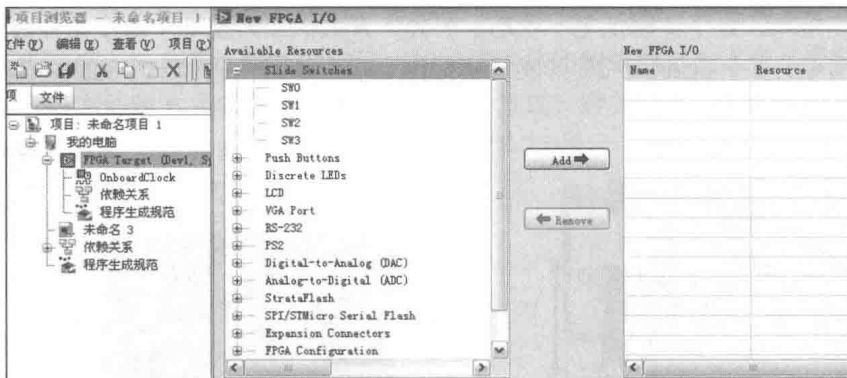 项目浏览器 - 未命名项目 1
文件(F) 编辑(E) 查看(V) 项目(P)
项 文件
项目: 未命名项目 1
我的电脑
FPGA Target (Dev1, S
OnboardClock
依赖关系
程序生成规范
未命名 3
依赖关系
程序生成规范
New FPGA I/O
Available Resources
Slide Switches
SW0
SW1
SW2
SW3
Push Buttons
Discrete LEDs
LCD
VGA Port
RS-232
PS2
Digital-to-Analog (DAC)
Analog-to-Digital (ADC)
StrataFlash
SPI/STMicro Serial Flash
Expansion Connectors
FPGA Configuration
Add
Remove
New FPGA I/O
Name Resource